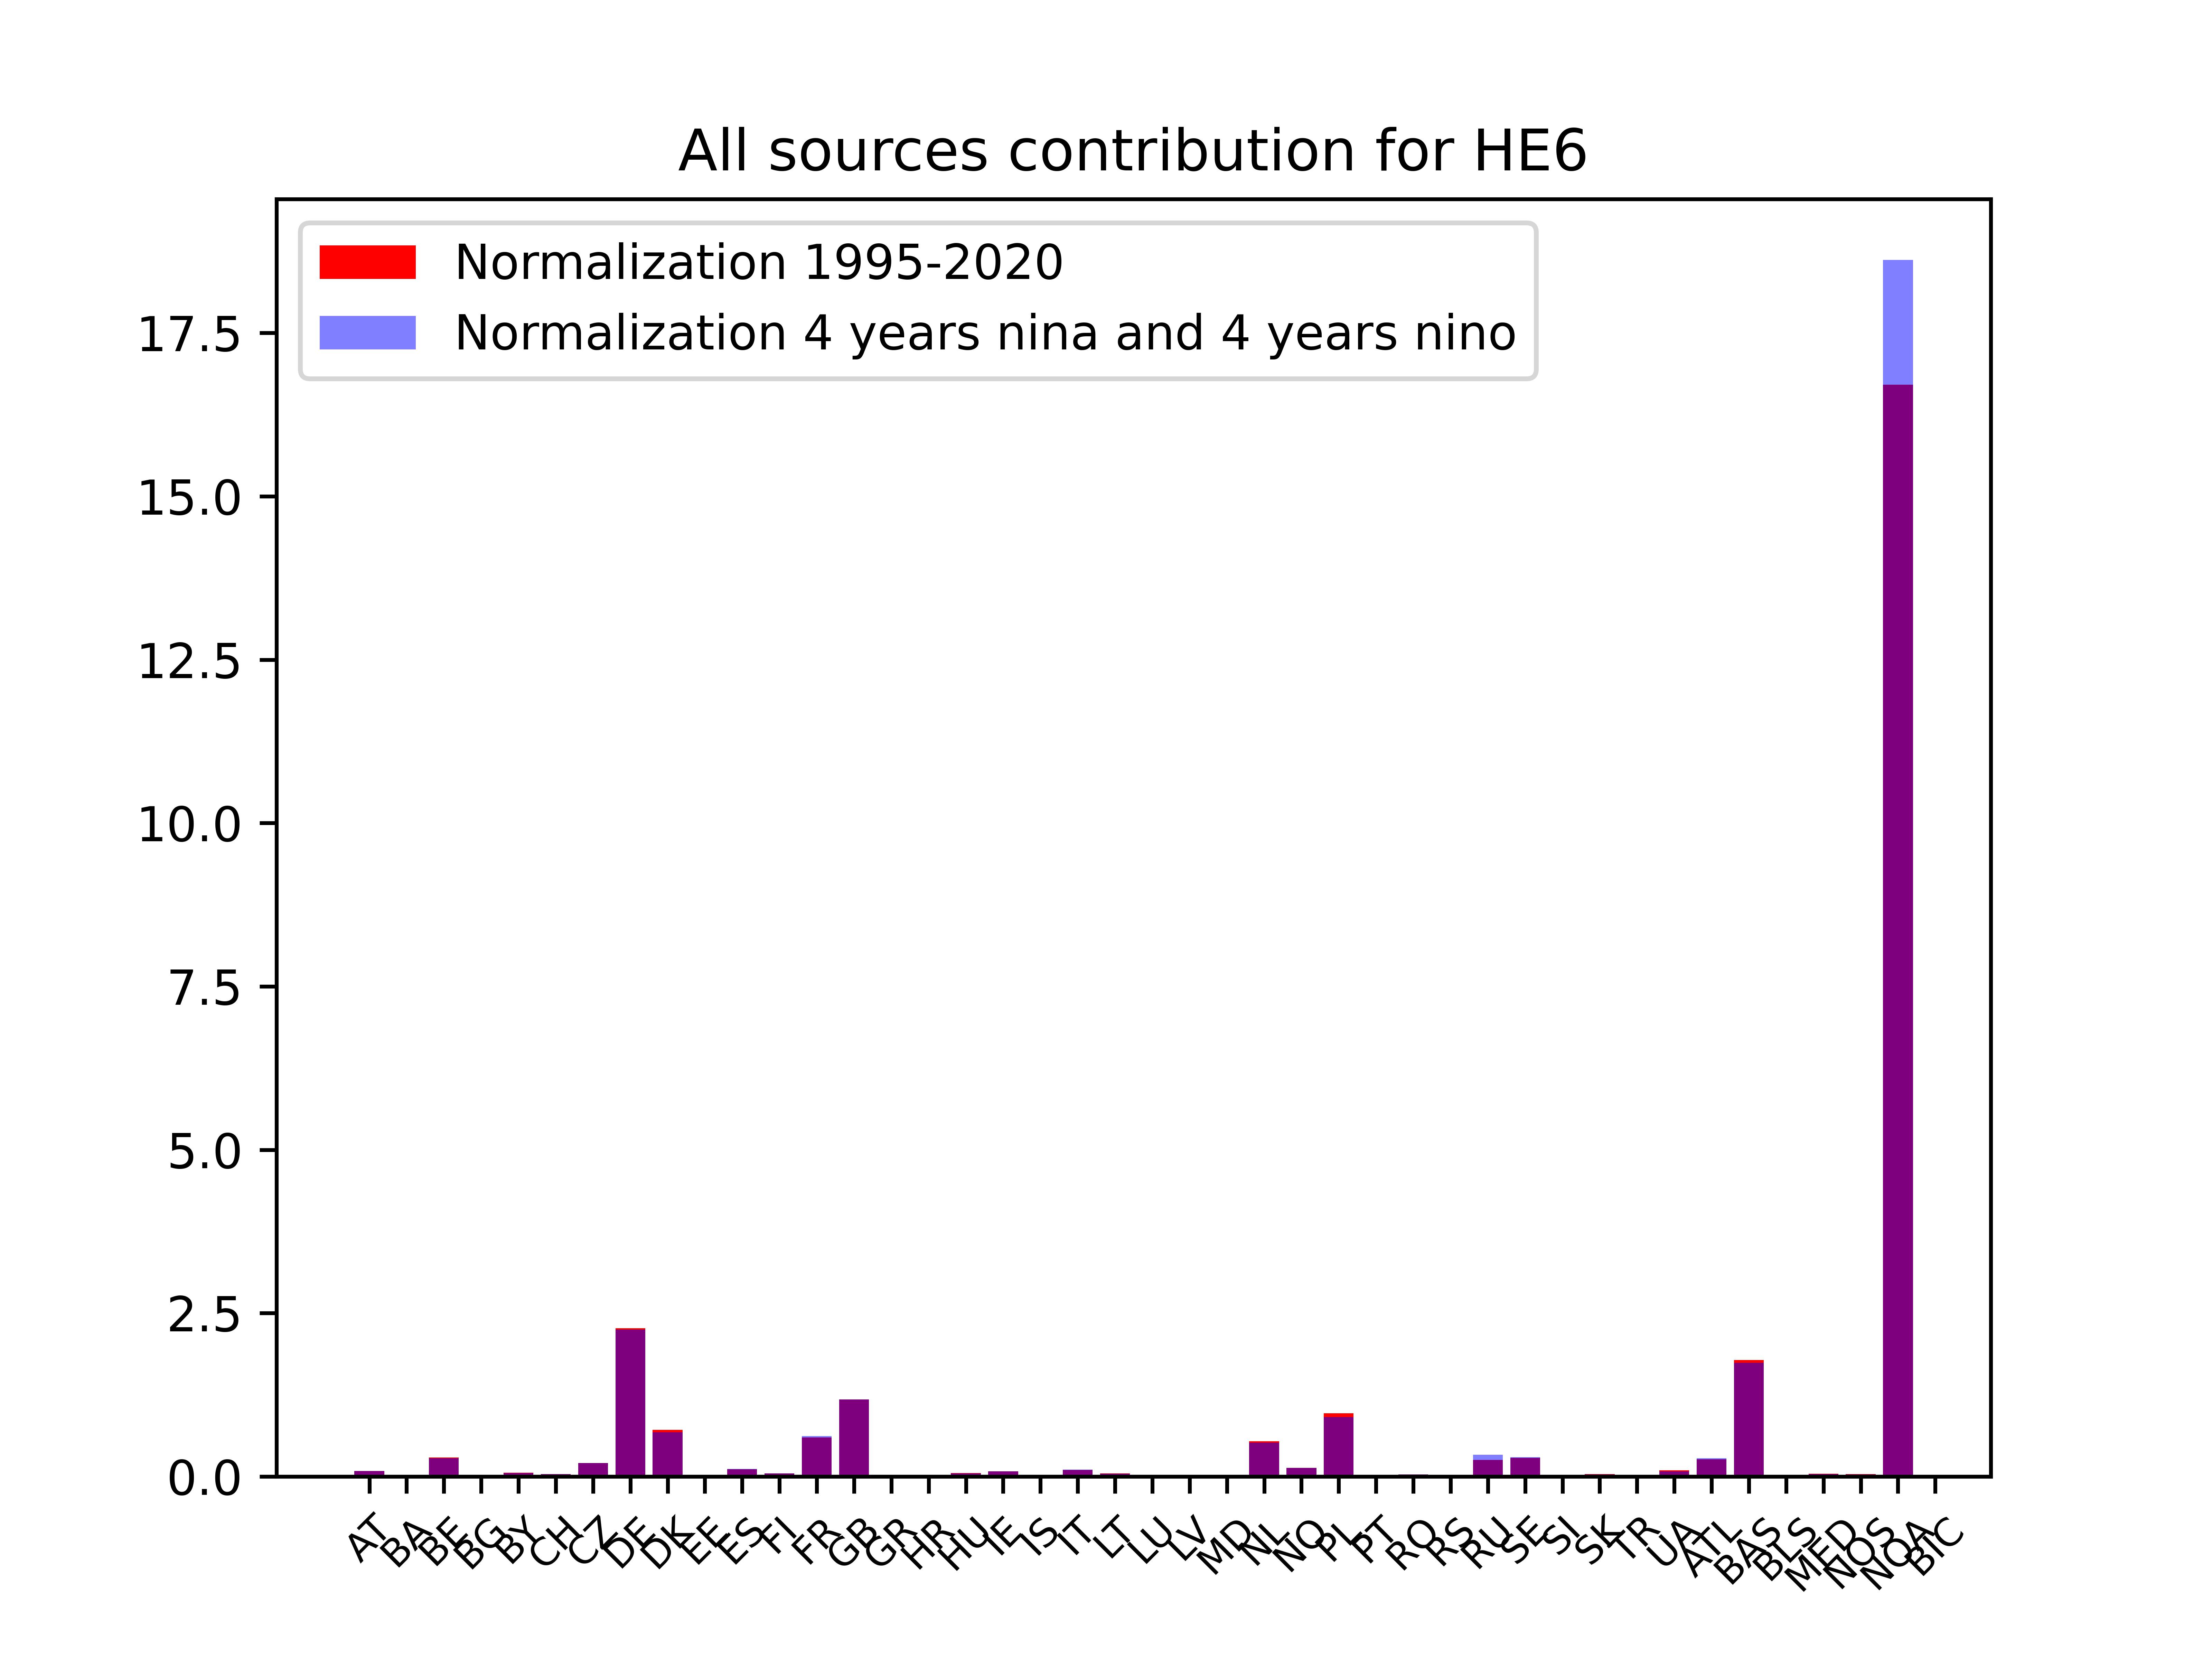 All sources contribution for HE6
Normalization 1995-2020
Normalization 4 years nina and 4 years nino
17.5
15.0
12.5
10.0
7.5
5.0
2.5
0.0
AT
BA
BE
BG
BY
CH
CZ
DE
DK
EE
ES
FI
FR
GB
GR
HR
HU
IE
IS
IT
LT
LU
LV
MD
NL
NO
PL
PT
RO
RS
RU
SE
SI
SK
TR
UA
ATL
BAS
BLS
MED
NOS
NOA
BIC